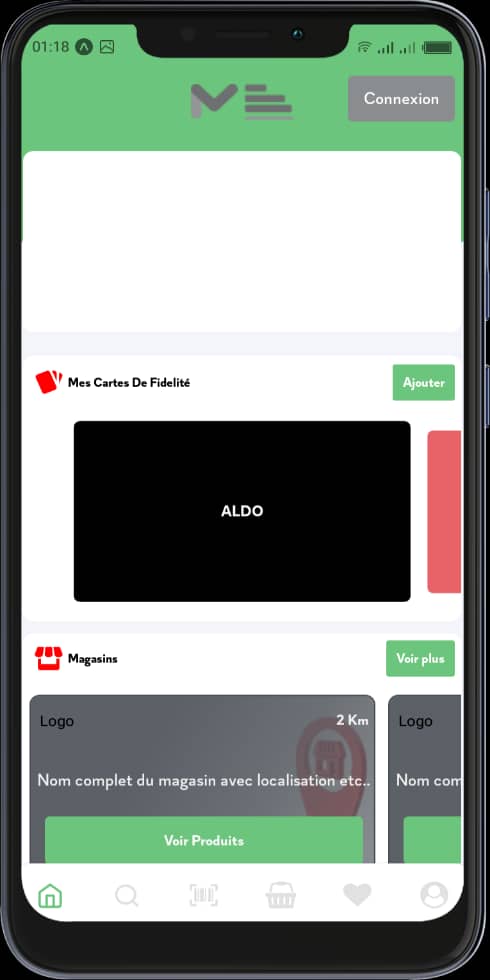 01:18
Connexion
Mes Cartes De Fidelité
Ajouter
ALDO
Magasins
Voir plus
Logo
2 Km
Logo
Nom complet du magasin avec localisation etc..
Nom com
Voir Produits